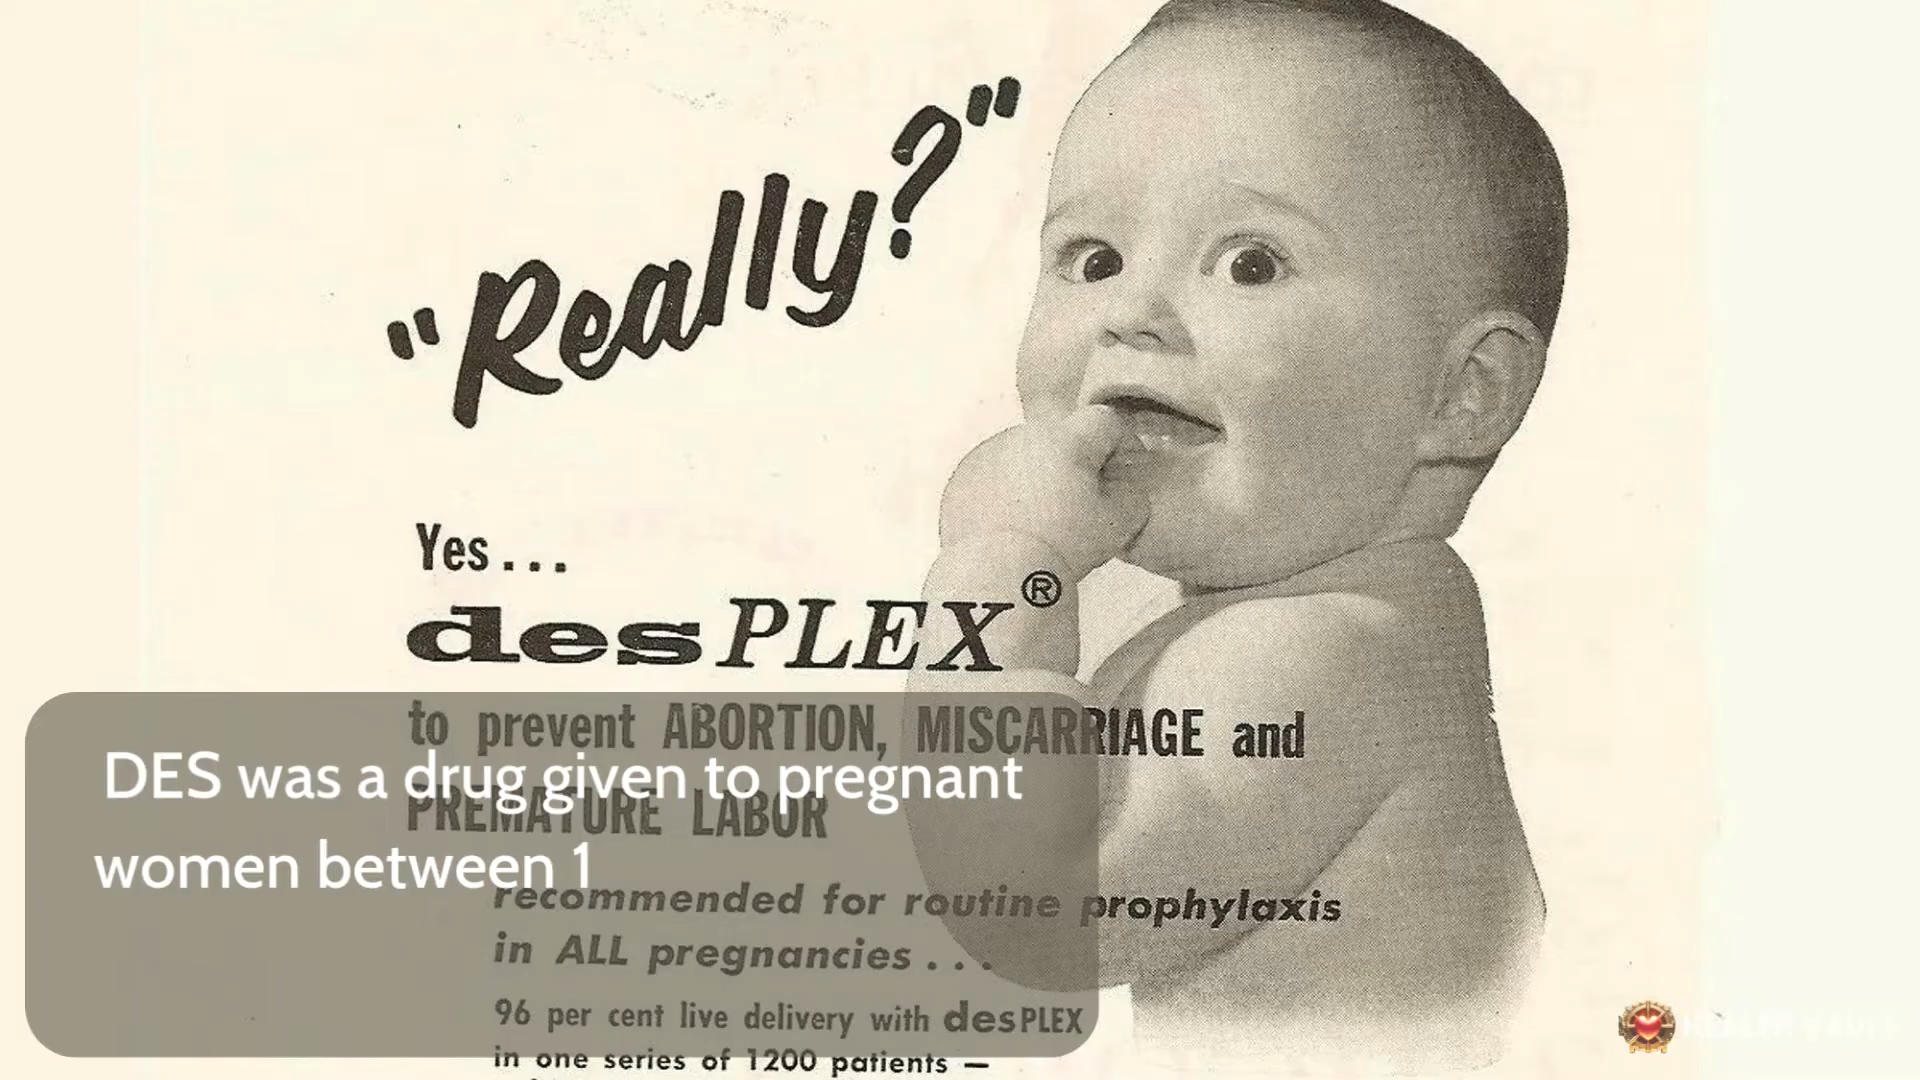 "Really?"
Yes...
desPLEX®
to prevent ABORTION, MISCARRIAGE and
PREMATURE LABOR
recommended for routine prophylaxis
in ALL pregnancies...
96 per cent live delivery with desPLEX
in one series of 1200 patients —
DES was a drug given to pregnant
women between 1